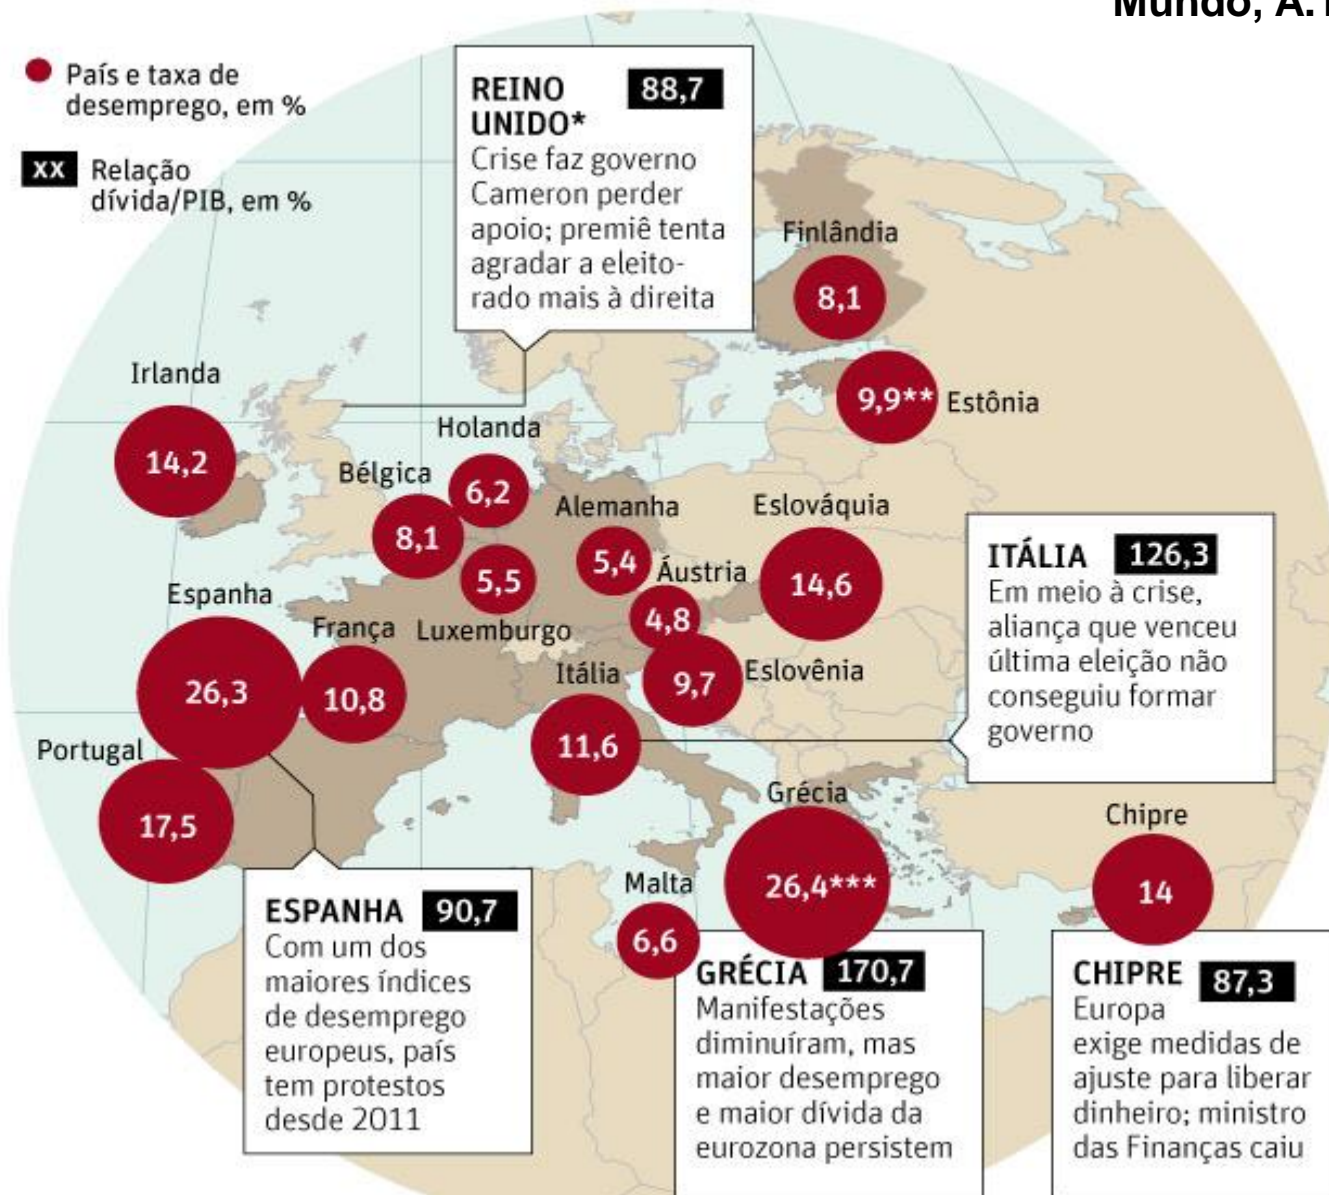 Mundo, A.1
País e taxa de
desemprego, em %
xx Relação
dívida/PIB, em %
REINO 88,7
UNIDO*
Crise faz governo
Cameron perder
apoio; premiê tenta
agradar a eleito-
rado mais à direita
Finlândia
8,1
9,9** Estônia
Irlanda
14,2
Holanda
6,2
Bélgica
8,1
Alemanha
5,4
Eslováquia
14,6
5,5
Luxemburgo
Áustria
4,8
Espanha
26,3
França
10,8
Itália
11,6
9,7 Eslovênia
ITÁLIA 126,3
Em meio à crise,
aliança que venceu
última eleição não
conseguiu formar
governo
Portugal
17,5
Grécia
26,4***
Chipre
14
Malta
6,6
ESPANHA 90,7
Com um dos
maiores índices
de desemprego
europeus, país
tem protestos
desde 2011
GRÉCIA 170,7
Manifestações
diminuíram, mas
maior desemprego
e maior dívida da
eurozona persistem
CHIPRE 87,3
Europa
exige medidas de
ajuste para liberar
dinheiro; ministro
das Finanças caiu